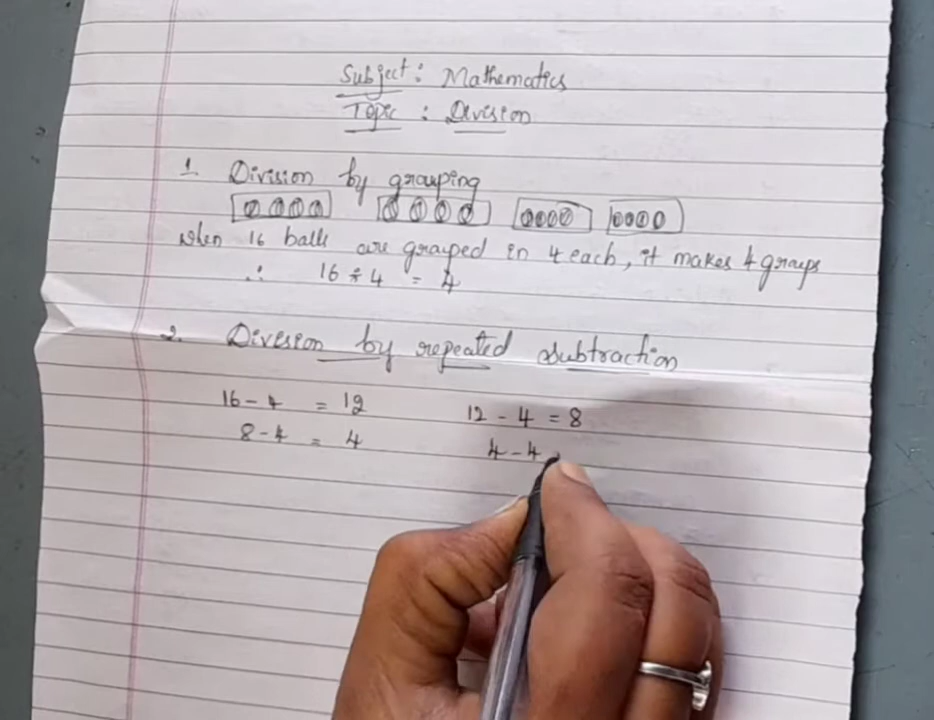 Subject: Mathematics
Topic : Division
1. Division by grouping
when 16 balls are grouped in 4 each, it makes 4 groups
∴ 16 ÷ 4 = 4
2. Division by repeated subtraction
16 - 4 = 12 12 - 4 = 8
8 - 4 = 4 4 - 4